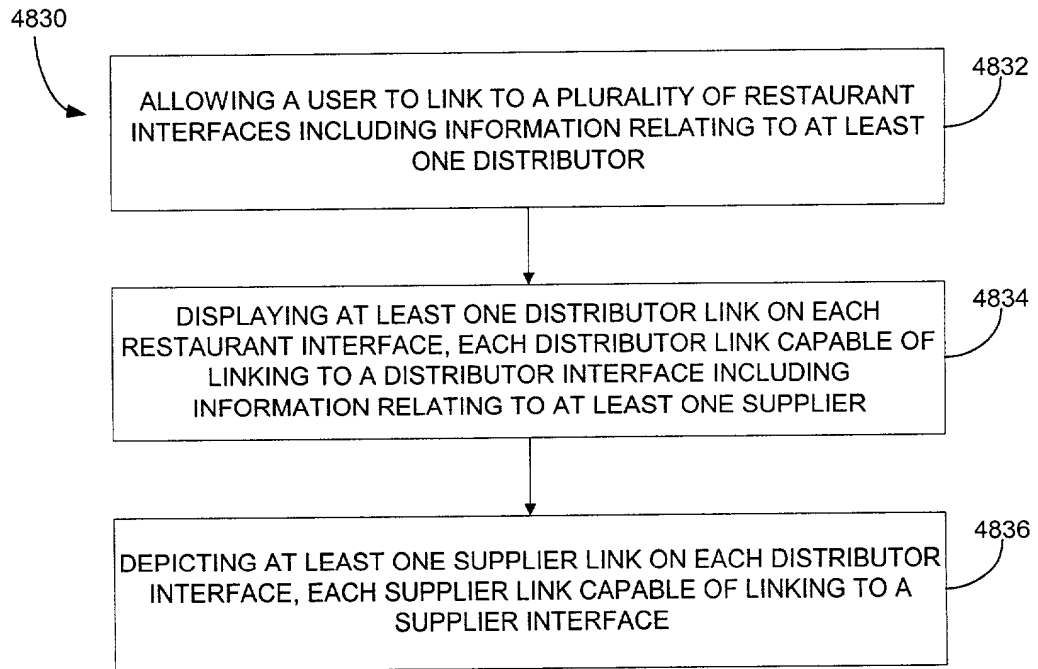 4830
4832
ALLOWING A USER TO LINK TO A PLURALITY OF RESTAURANT
INTERFACES INCLUDING INFORMATION RELATING TO AT LEAST
ONE DISTRIBUTOR
4834
DISPLAYING AT LEAST ONE DISTRIBUTOR LINK ON EACH
RESTAURANT INTERFACE, EACH DISTRIBUTOR LINK CAPABLE OF
LINKING TO A DISTRIBUTOR INTERFACE INCLUDING
INFORMATION RELATING TO AT LEAST ONE SUPPLIER
4836
DEPICTING AT LEAST ONE SUPPLIER LINK ON EACH DISTRIBUTOR
INTERFACE, EACH SUPPLIER LINK CAPABLE OF LINKING TO A
SUPPLIER INTERFACE